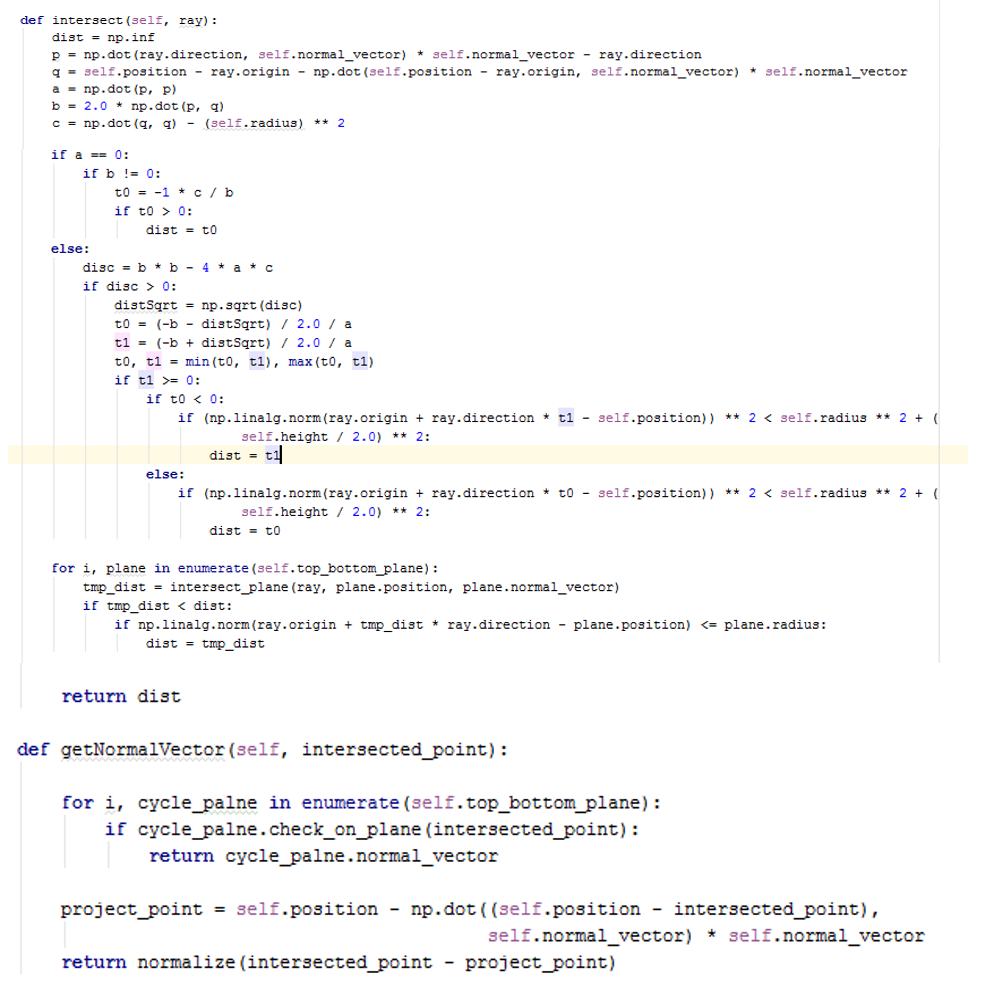 def intersect(self, ray):
    dist = np.inf
    p = np.dot(ray.direction, self.normal_vector) * self.normal_vector - ray.direction
    q = self.position - ray.origin - np.dot(self.position - ray.origin, self.normal_vector) * self.normal_vector
    a = np.dot(p, p)
    b = 2.0 * np.dot(p, q)
    c = np.dot(q, q) - (self.radius) ** 2
    if a == 0:
        if b != 0:
            t0 = -1 * c / b
            if t0 > 0:
                dist = t0
    else:
        disc = b * b - 4 * a * c
        if disc > 0:
            distSqrt = np.sqrt(disc)
            t0 = (-b - distSqrt) / 2.0 / a
            t1 = (-b + distSqrt) / 2.0 / a
            t0, t1 = min(t0, t1), max(t0, t1)
            if t1 >= 0:
                if t0 < 0:
                    if (np.linalg.norm(ray.origin + ray.direction * t1 - self.position)) ** 2 < self.radius ** 2 + (
                            self.height / 2.0) ** 2:
                        dist = t1
                else:
                    if (np.linalg.norm(ray.origin + ray.direction * t0 - self.position)) ** 2 < self.radius ** 2 + (
                            self.height / 2.0) ** 2:
                        dist = t0
    for i, plane in enumerate(self.top_bottom_plane):
        tmp_dist = intersect_plane(ray, plane.position, plane.normal_vector)
        if tmp_dist < dist:
            if np.linalg.norm(ray.origin + tmp_dist * ray.direction - plane.position) <= plane.radius:
                dist = tmp_dist
    return dist
def getNormalVector(self, intersected_point):
    for i, cycle_palne in enumerate(self.top_bottom_plane):
        if cycle_palne.check_on_plane(intersected_point):
            return cycle_palne.normal_vector
    project_point = self.position - np.dot((self.position - intersected_point),
                                           self.normal_vector) * self.normal_vector
    return normalize(intersected_point - project_point)